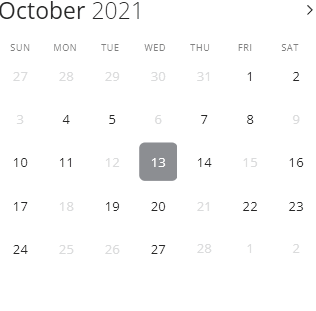 October 2021 >
SUN MON TUE WED THU FRI SAT
27 28 29 30 31 1 2
3 4 5 6 7 8 9
10 11 12 13 14 15 16
17 18 19 20 21 22 23
24 25 26 27 28 1 2